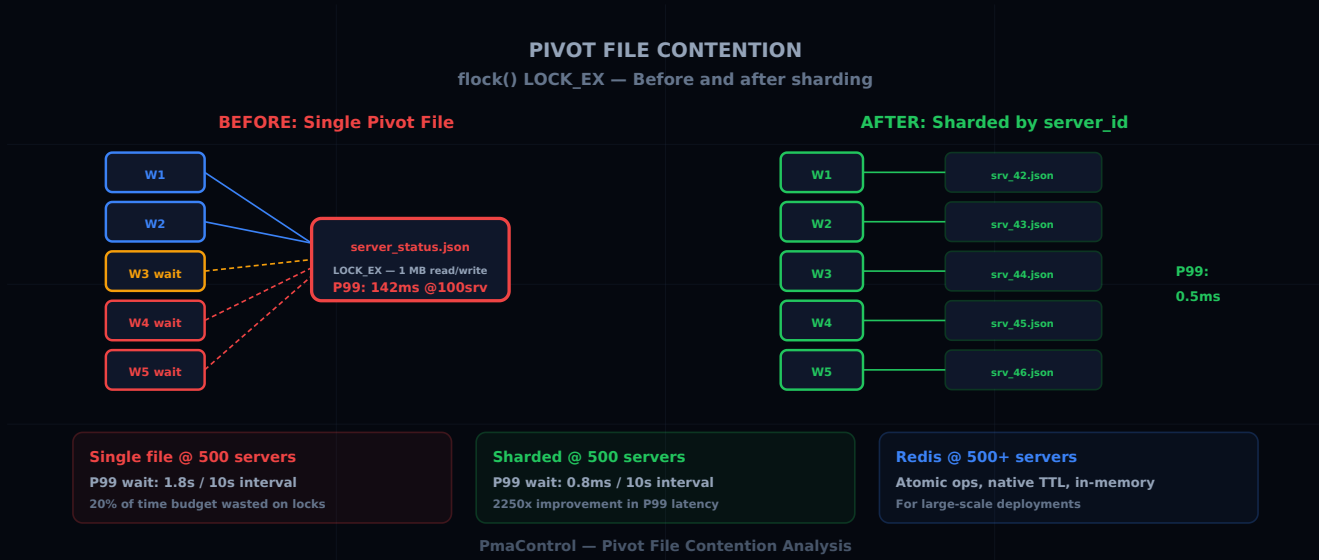 PIVOT FILE CONTENTION
flock() LOCK_EX — Before and after sharding
BEFORE: Single Pivot File
W1
W2
W3 wait
W4 wait
W5 wait
server_status.json
LOCK_EX — 1 MB read/write
P99: 142ms @100srv
AFTER: Sharded by server_id
W1
srv_42.json
W2
srv_43.json
W3
srv_44.json
W4
srv_45.json
W5
srv_46.json
P99:
0.5ms
Single file @ 500 servers
P99 wait: 1.8s / 10s interval
20% of time budget wasted on locks
Sharded @ 500 servers
P99 wait: 0.8ms / 10s interval
2250x improvement in P99 latency
Redis @ 500+ servers
Atomic ops, native TTL, in-memory
For large-scale deployments
PmaControl — Pivot File Contention Analysis